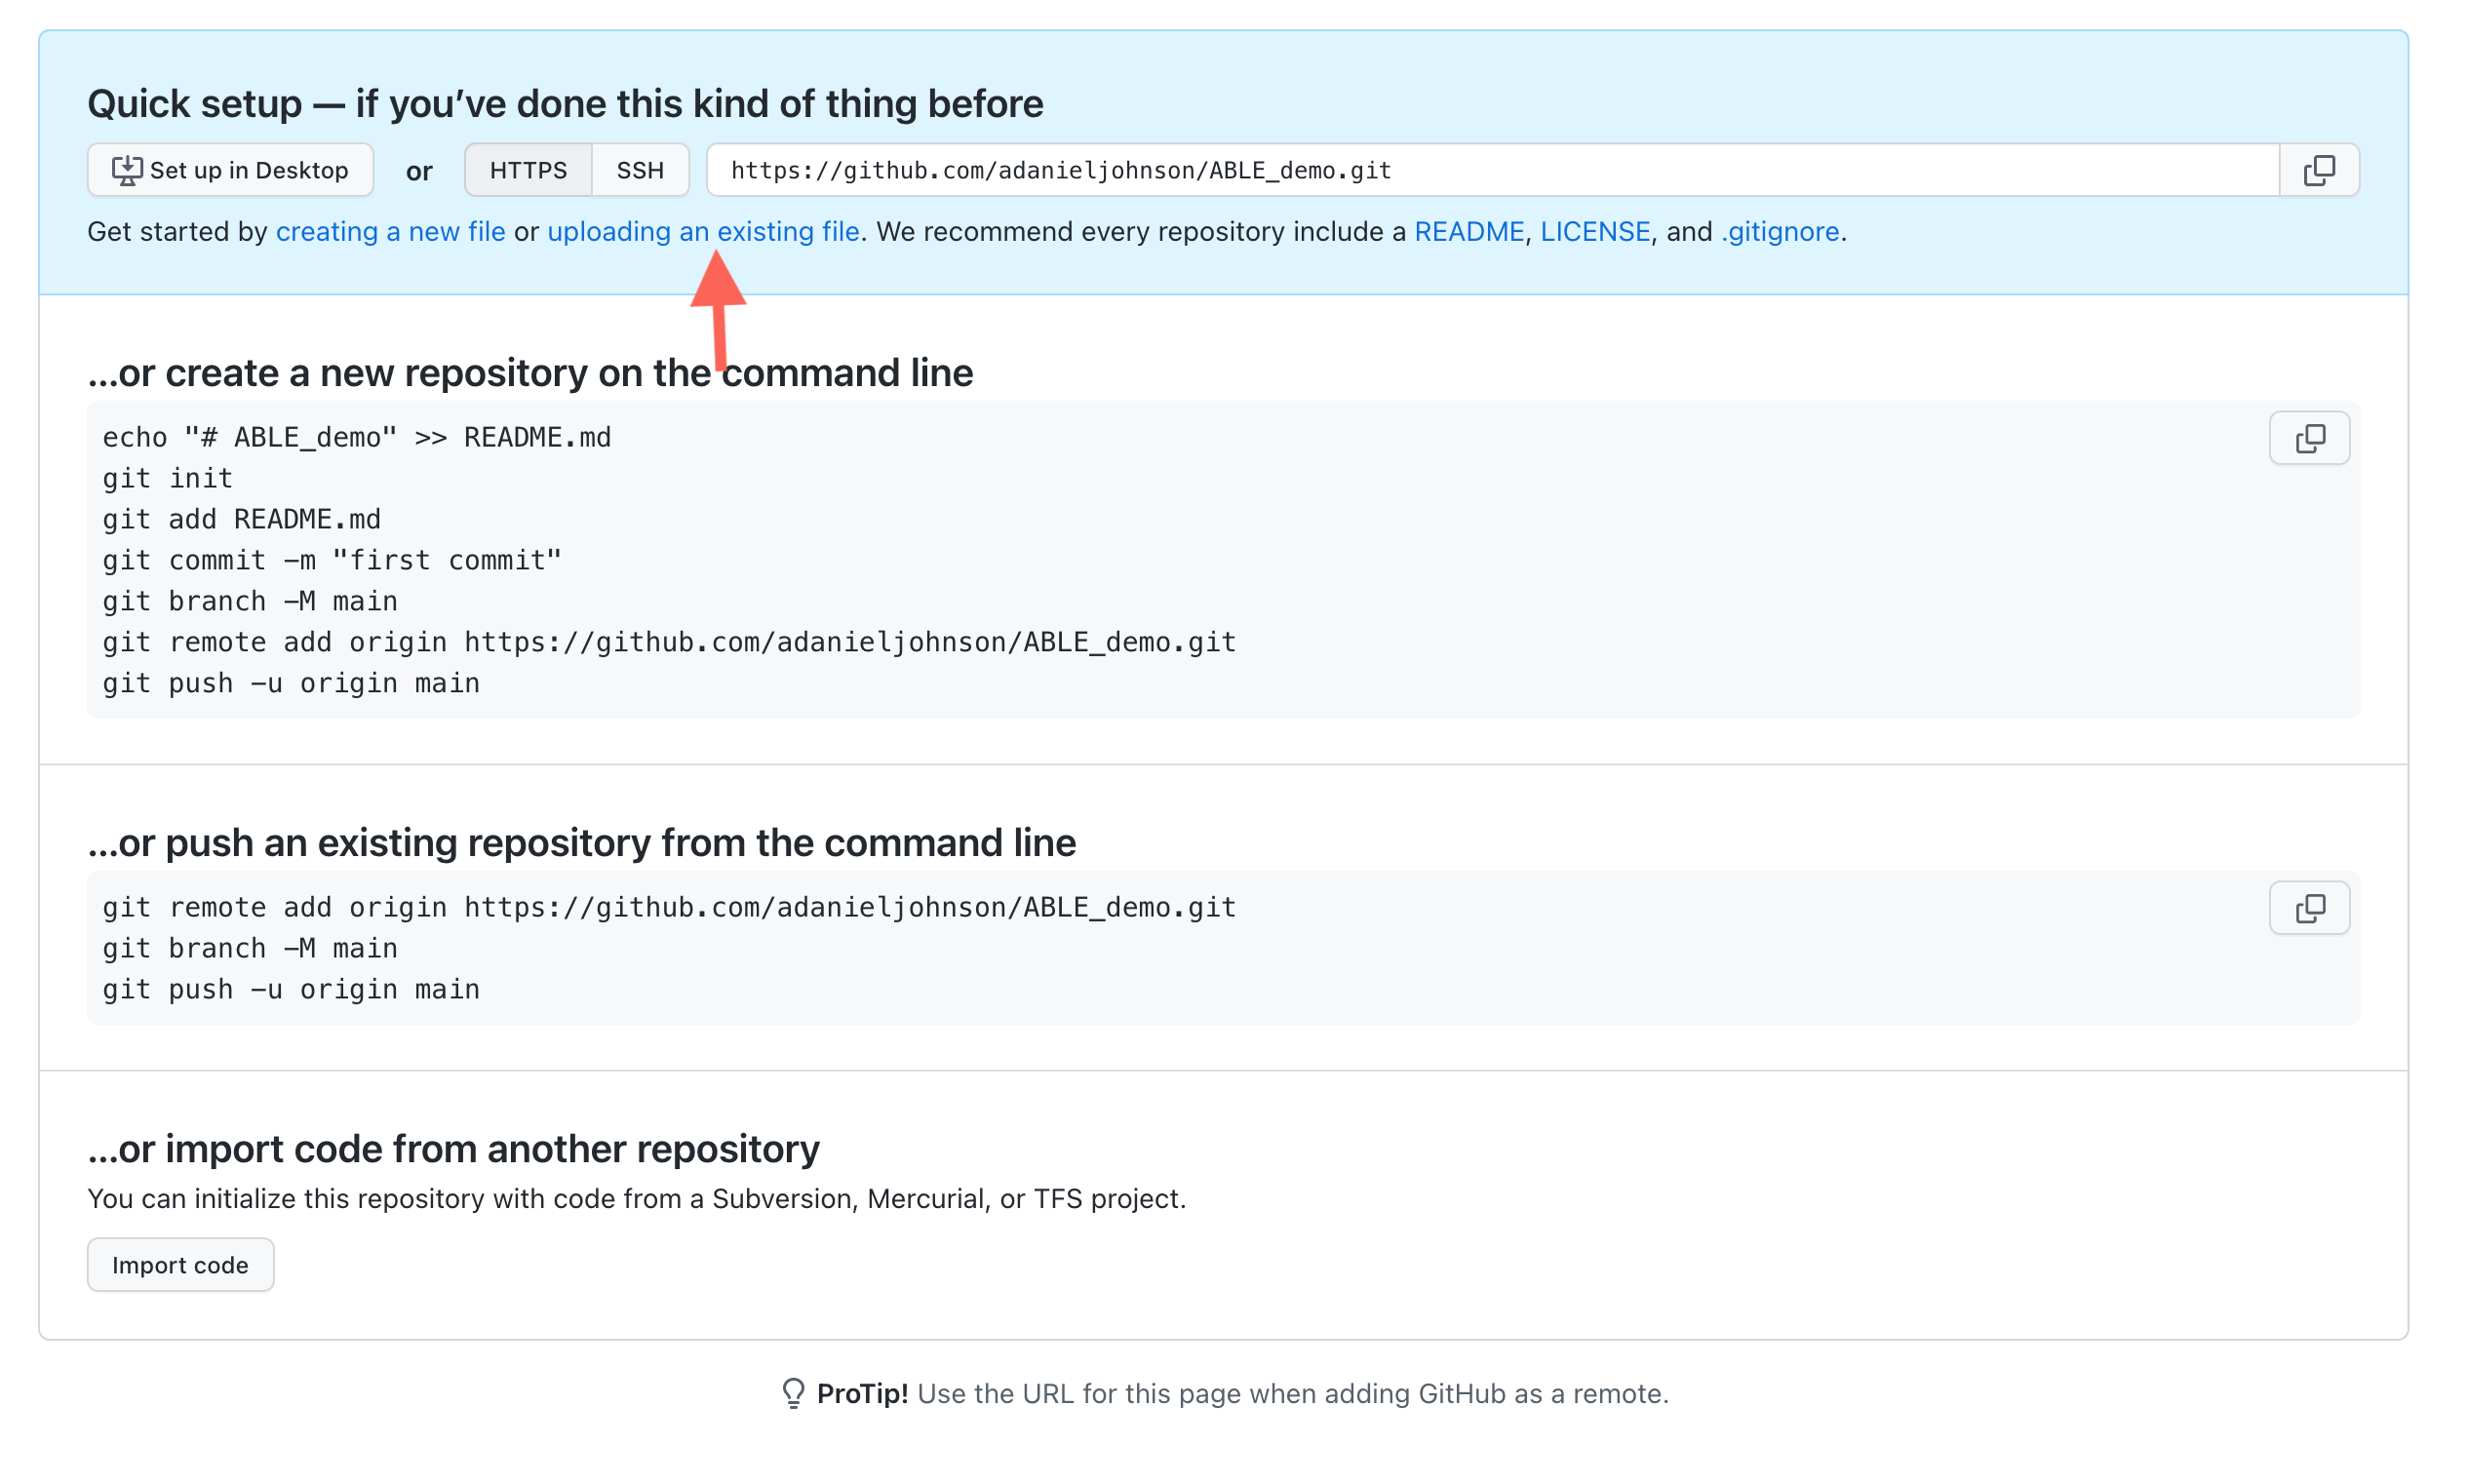 Quick setup — if you’ve done this kind of thing before
Set up in Desktop or HTTPS SSH https://github.com/adanieljohnson/ABLE_demo.git
Get started by creating a new file or uploading an existing file. We recommend every repository include a README, LICENSE, and .gitignore.
…or create a new repository on the command line
echo "# ABLE_demo" >> README.md
git init
git add README.md
git commit -m "first commit"
git branch -M main
git remote add origin https://github.com/adanieljohnson/ABLE_demo.git
git push -u origin main
…or push an existing repository from the command line
git remote add origin https://github.com/adanieljohnson/ABLE_demo.git
git branch -M main
git push -u origin main
…or import code from another repository
You can initialize this repository with code from a Subversion, Mercurial, or TFS project.
Import code
ProTip! Use the URL for this page when adding GitHub as a remote.